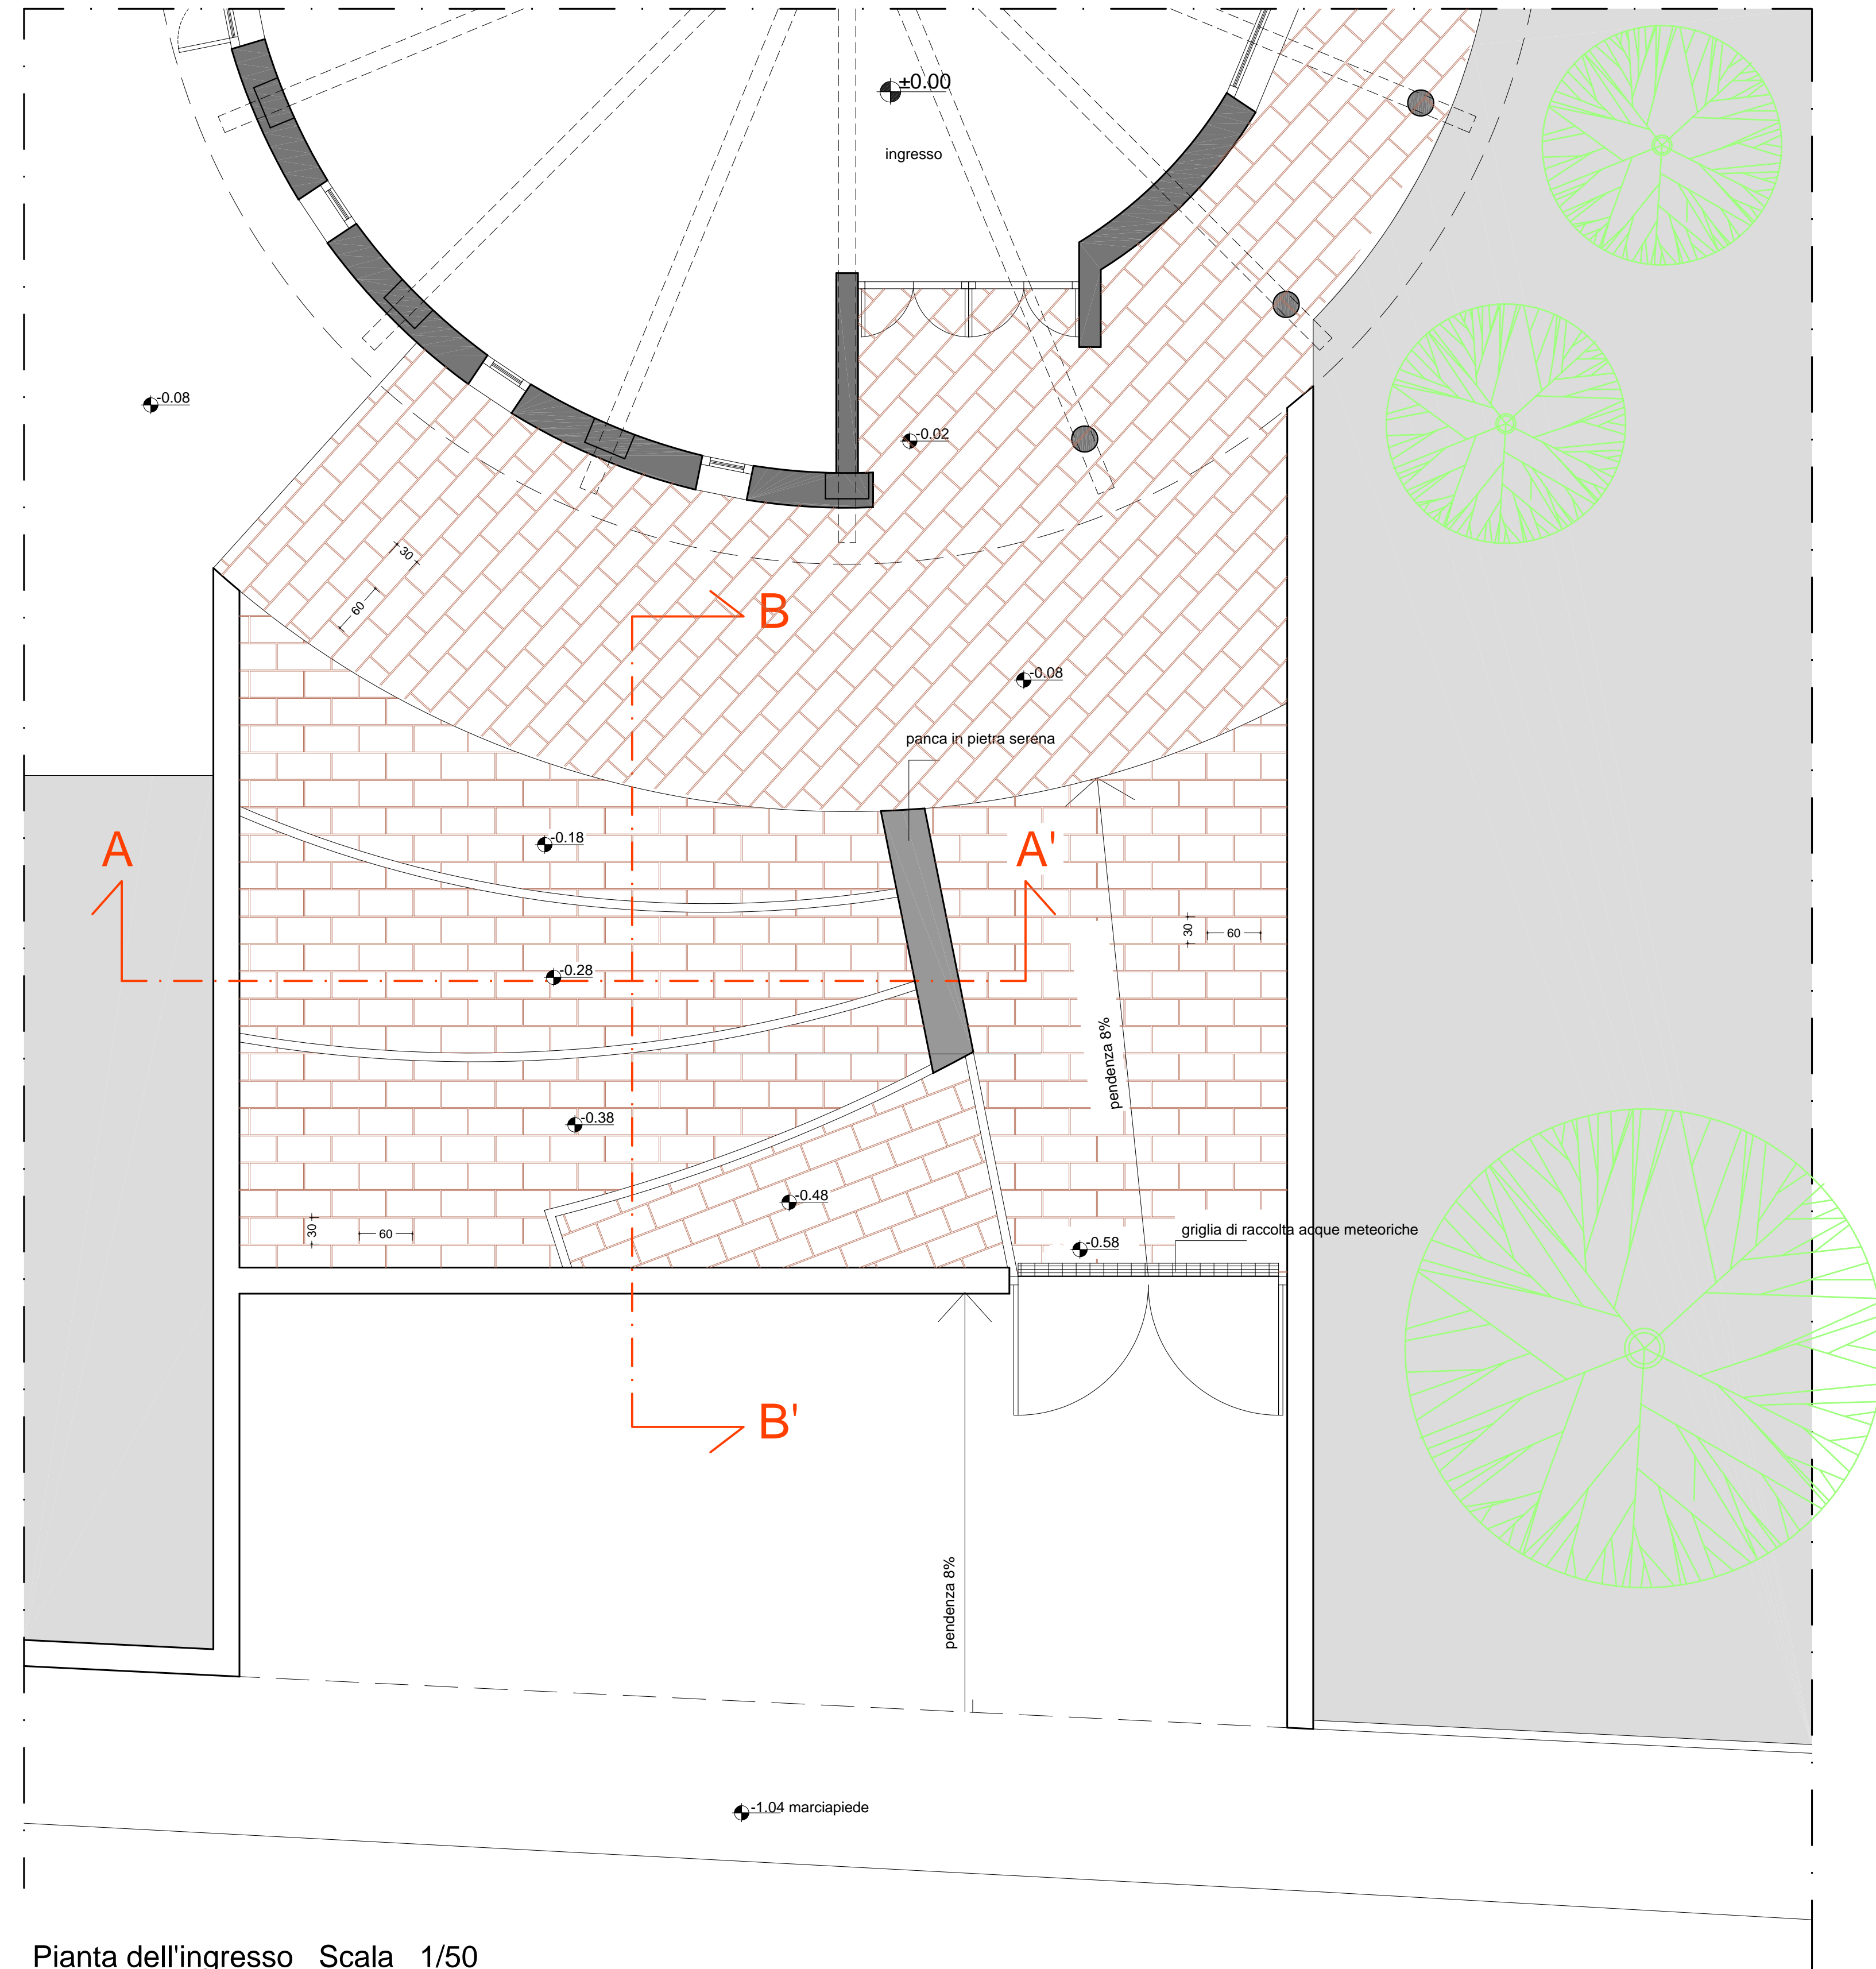 ±0.00
ingresso
-0.08
-0.02
30
60
B
-0.08
panca in pietra serena
-0.18
A
A'
30
60
-0.28
pendenza 8%
-0.38
-0.48
30
60
griglia di raccolta acque meteoriche
-0.58
B'
pendenza 8%
-1.04 marciapiede
Pianta dell'ingresso Scala 1/50